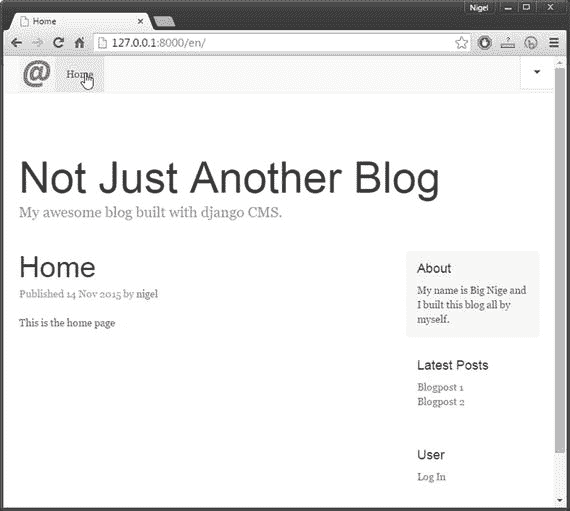 Nigel
Home
127.0.0.1:8000/en/
@ Home
Not Just Another Blog
My awesome blog built with django CMS.
Home
Published 14 Nov 2015 by nigel
This is the home page
About
My name is Big Nige and
I built this blog all by
myself.
Latest Posts
Blogpost 1
Blogpost 2
User
Log In